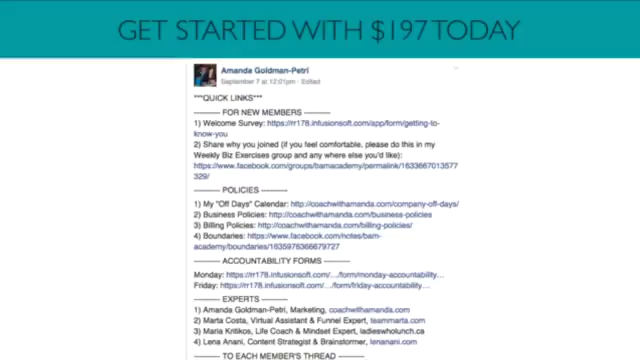 GET STARTED WITH $197 TODAY
Amanda Goldman-Petri
September 7 at 12:01pm · Edited
***QUICK LINKS***
---------- FOR NEW MEMBERS ----------
1) Welcome Survey: https://rr178.infusionsoft.com/app/form/getting-to-
know-you
2) Share why you joined (if you feel comfortable, please do this in my
Weekly Biz Exercises group and any where else you'd like):
https://www.facebook.com/groups/bamacademy/permalink/1633667013577
329/
---------- POLICIES ----------
1) My "Off Days" Calendar: http://coachwithamanda.com/company-off-days/
2) Business Policies: http://coachwithamanda.com/business-policies
3) Billing Policies: http://coachwithamanda.com/billing-policies/
4) Boundaries: https://www.facebook.com/notes/bam-
academy/boundaries/1635978366679727
---------- ACCOUNTABILITY FORMS ----------
Monday: https://rr178.infusionsoft.com/.../form/monday-accountability...
Friday: https://rr178.infusionsoft.com/.../form/friday-accountability...
---------- EXPERTS ----------
1) Amanda Goldman-Petri, Marketing, coachwithamanda.com
2) Marta Costa, Virtual Assistant & Funnel Expert, teammarta.com
3) Maria Kritikos, Life Coach & Mindset Expert, ladieswholunch.ca
4) Lena Anani, Content Strategist & Brainstormer, lenanani.com
---------- TO EACH MEMBER'S THREAD ----------